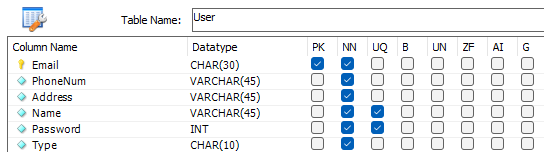 Table Name: User
Column Name Datatype PK NN UQ B UN ZF AI G
Email CHAR(30)
PhoneNum VARCHAR(45)
Address VARCHAR(45)
Name VARCHAR(45)
Password INT
Type CHAR(10)